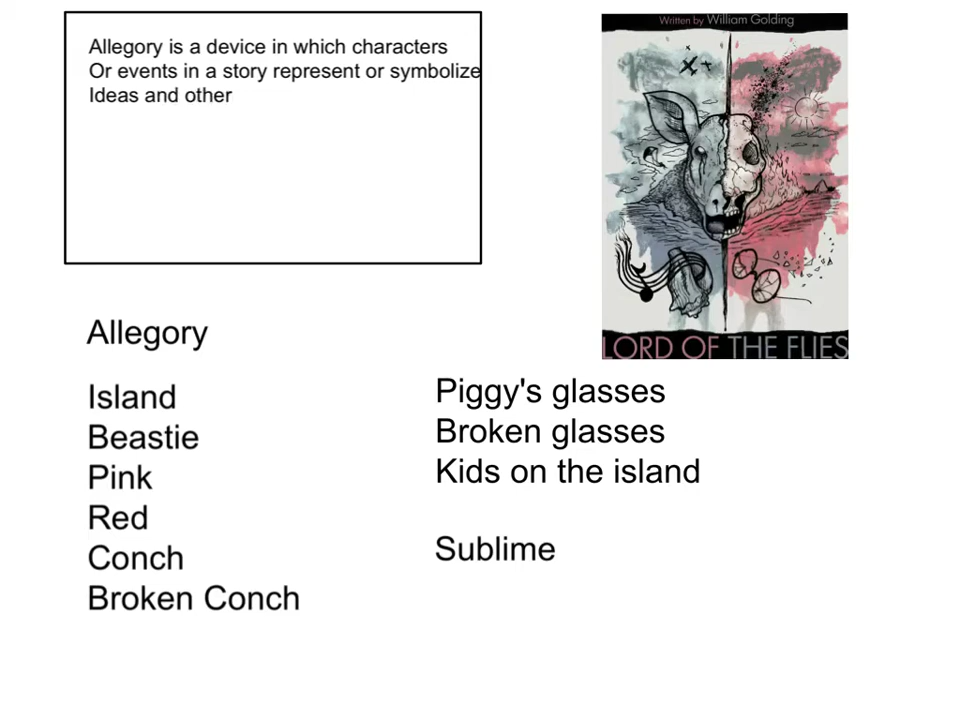 Allegory is a device in which characters
Or events in a story represent or symbolize
Ideas and other
Written by William Golding
LORD OF THE FLIES
Allegory
Island
Beastie
Pink
Red
Conch
Broken Conch
Piggy's glasses
Broken glasses
Kids on the island
Sublime